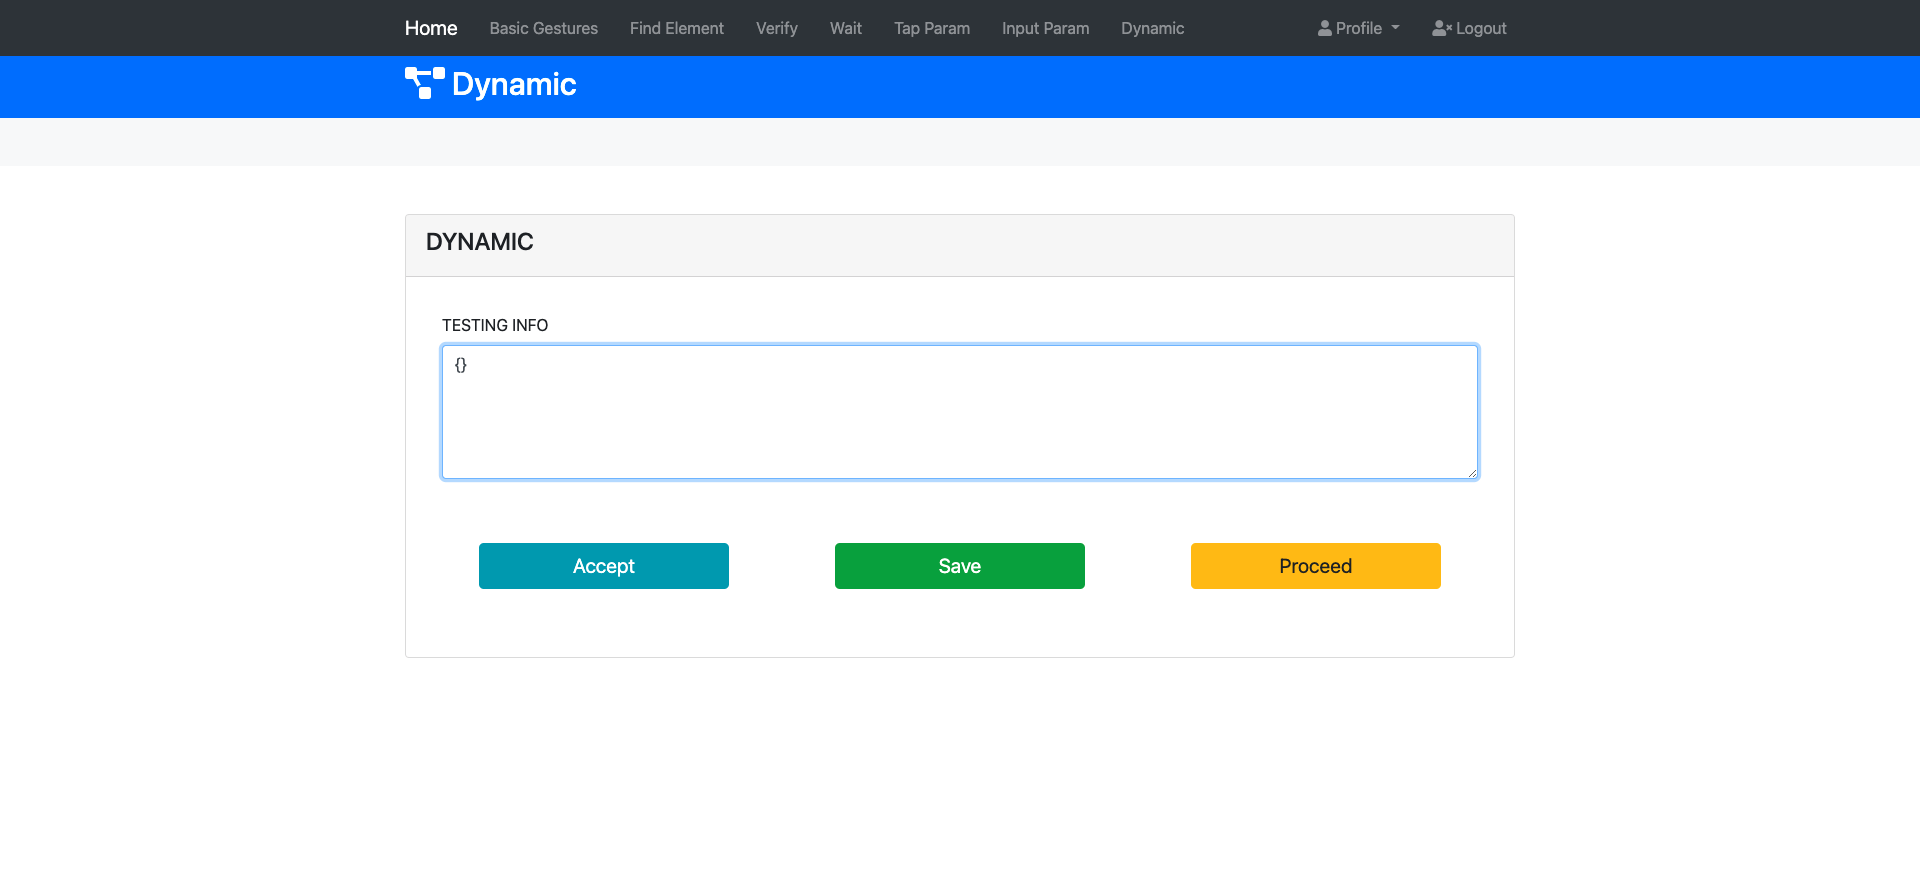 Home Basic Gestures Find Element Verify Wait Tap Param Input Param Dynamic Profile Logout
Dynamic
DYNAMIC
TESTING INFO
{}
Accept Save Proceed